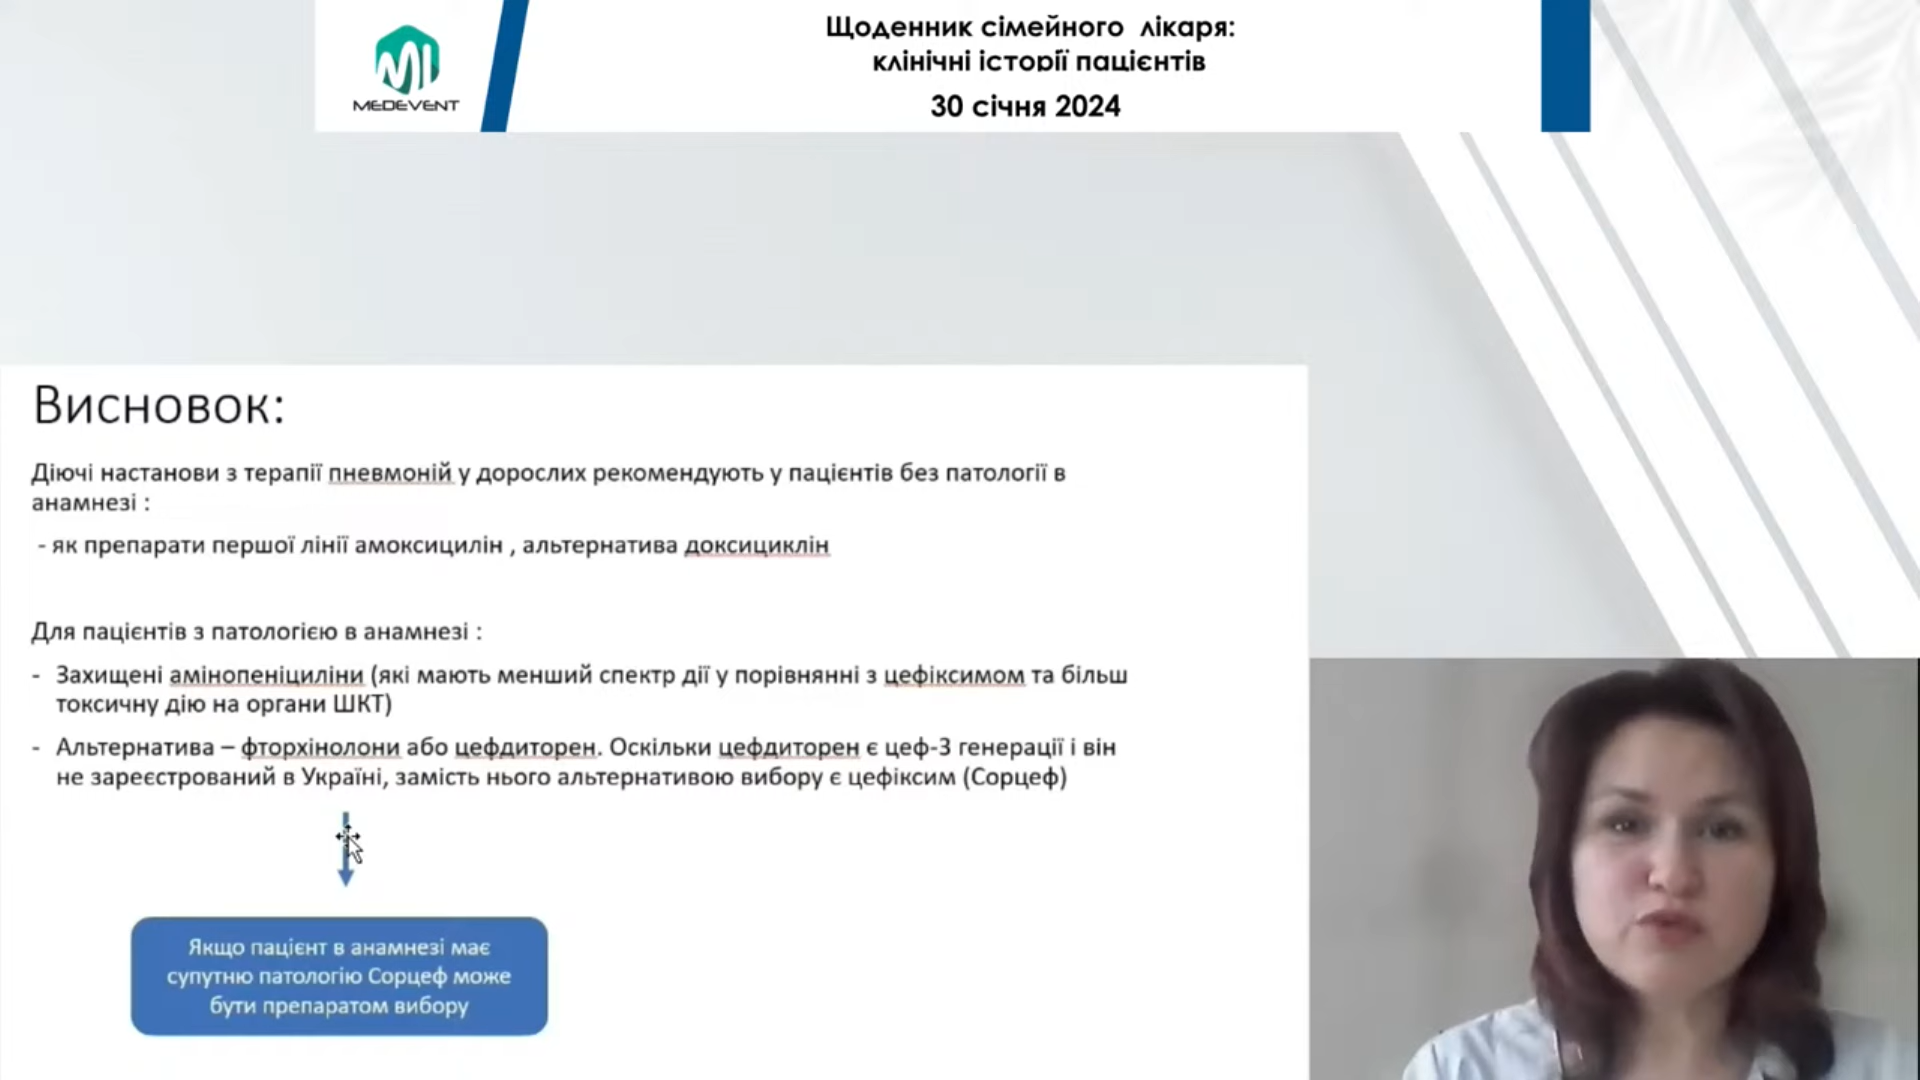 MEDEVENT
Щоденник сімейного лікаря:
клінічні історії пацієнтів
30 січня 2024
Висновок:
Діючі настанови з терапії пневмоній у дорослих рекомендують у пацієнтів без патології в
анамнезі :
- як препарати першої лінії амоксицилін , альтернатива доксициклін
Для пацієнтів з патологією в анамнезі :
- Захищені амінопеніциліни (які мають менший спектр дії у порівнянні з цефіксимом та більш
токсичну дію на органи ШКТ)
- Альтернатива – фторхінолони або цефдиторен. Оскільки цефдиторен є цеф-3 генерації і він
не зареєстрований в Україні, замість нього альтернативою вибору є цефіксим (Сорцеф)
Якщо пацієнт в анамнезі має
супутню патологію Сорцеф може
бути препаратом вибору